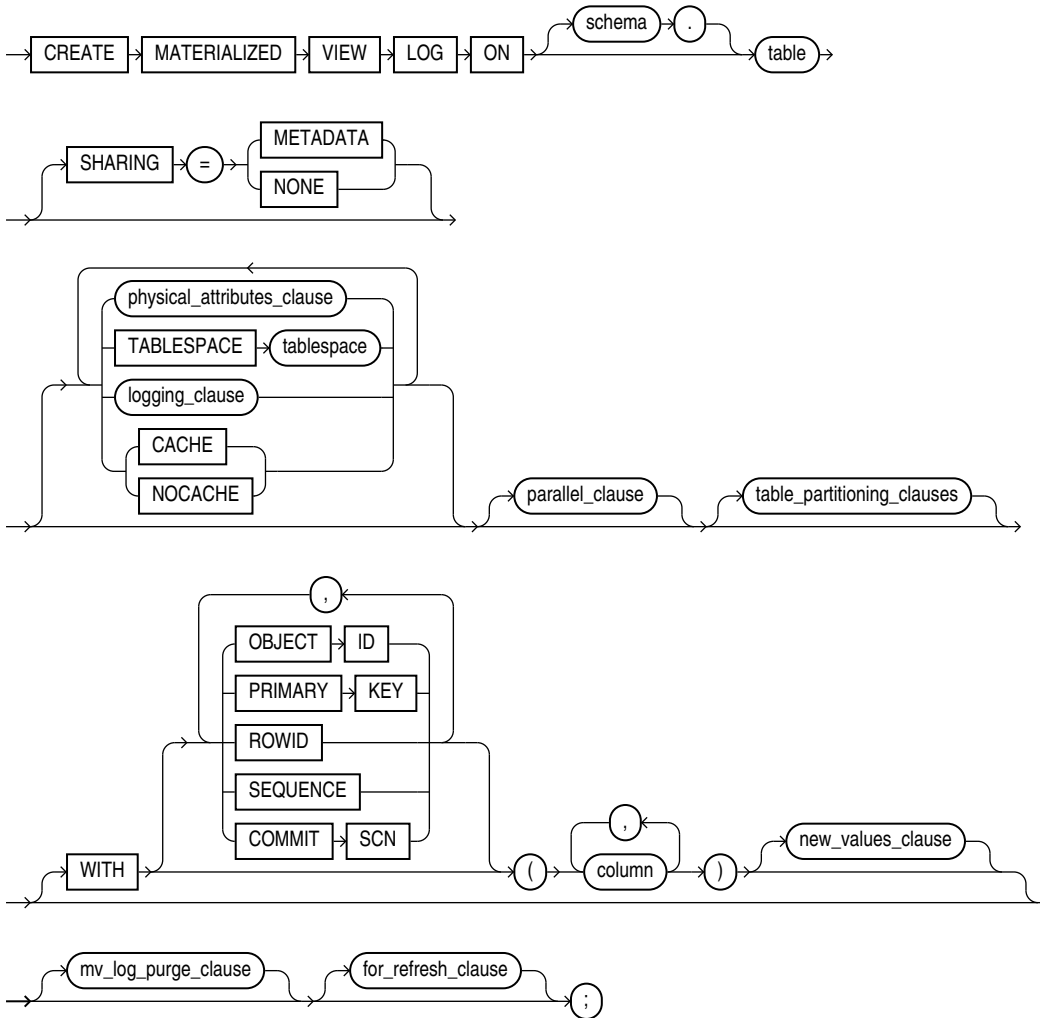 CREATE MATERIALIZED VIEW LOG ON schema . table
SHARING = METADATA
NONE
physical_attributes_clause
TABLESPACE tablespace
logging_clause
CACHE
NOCACHE
parallel_clause table_partitioning_clauses
,
OBJECT ID
PRIMARY KEY
ROWID
SEQUENCE
COMMIT SCN
WITH ( , column ) new_values_clause
mv_log_purge_clause for_refresh_clause ;